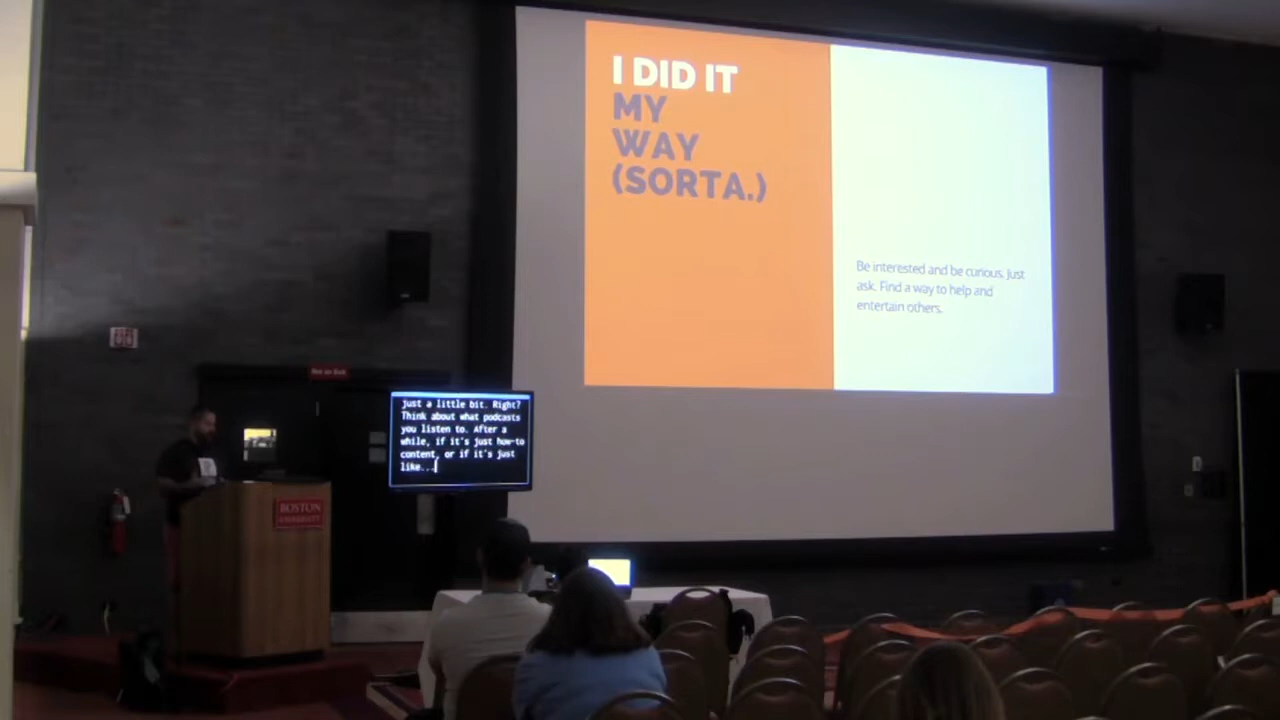 I DID IT
MY
WAY
(SORTA.)
Be interested and be curious. Just
ask. Find a way to help and
entertain others.
just a little bit. Right?
Think about what podcasts
you listen to. After a
while, if it's just how-to
content, or if it's just
like...
BOSTON
UNIVERSITY